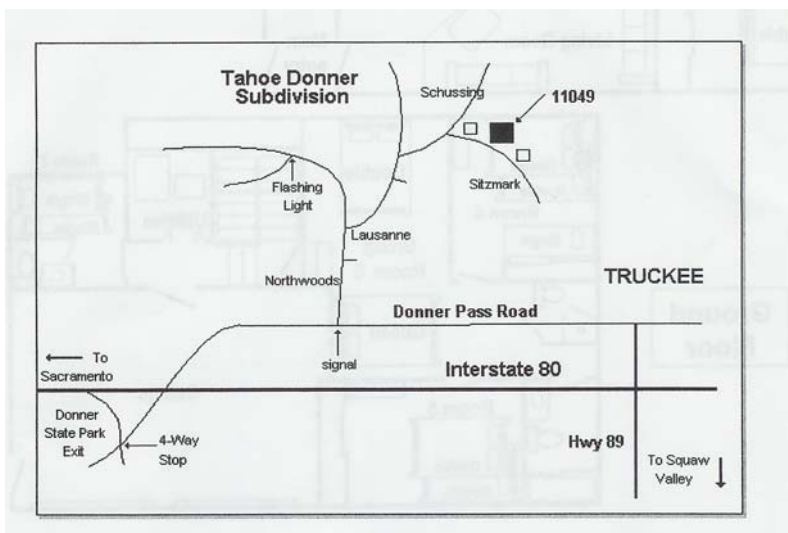 Tahoe Donner
Subdivision
Schussing
11049
Flashing
Light
Sitzmark
Lausanne
Northwoods
TRUCKEE
Donner Pass Road
signal
To
Sacramento
Interstate 80
Donner
State Park
Exit
4-Way
Stop
Hwy 89
To Squaw
Valley